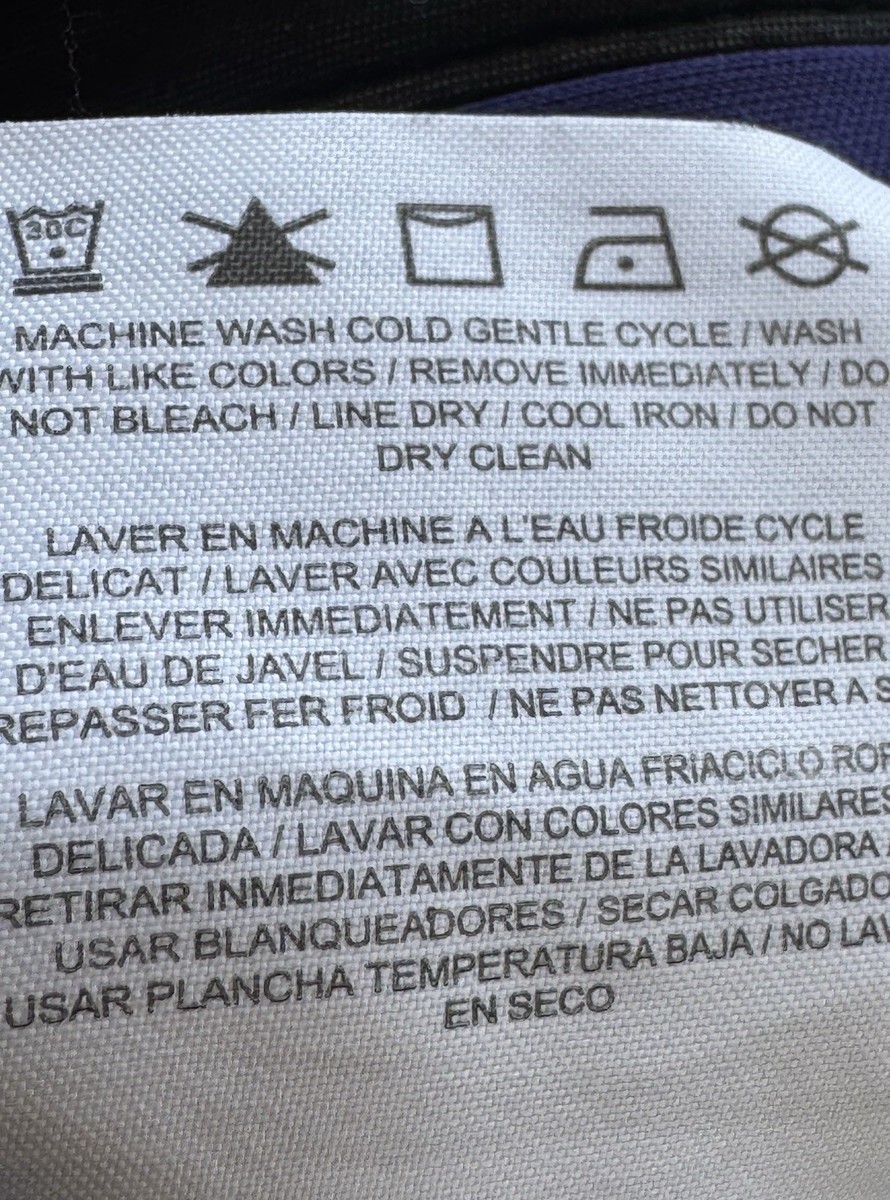 30C
MACHINE WASH COLD GENTLE CYCLE / WASH
WITH LIKE COLORS / REMOVE IMMEDIATELY / DO
NOT BLEACH / LINE DRY / COOL IRON / DO NOT
DRY CLEAN
LAVER EN MACHINE A L'EAU FROIDE CYCLE
DELICAT / LAVER AVEC COULEURS SIMILAIRES
ENLEVER IMMEDIATEMENT / NE PAS UTILISER
D'EAU DE JAVEL / SUSPENDRE POUR SECHER
REPASSER FER FROID / NE PAS NETTOYER A
LAVAR EN MAQUINA EN AGUA FRIACICLO
DELICADA / LAVAR CON COLORES SIMILARES
RETIRAR INMEDIATAMENTE DE LA LAVADORA
USAR BLANQUEADORES / SECAR COLGADO
USAR PLANCHA TEMPERATURA BAJA / NO
EN SECO